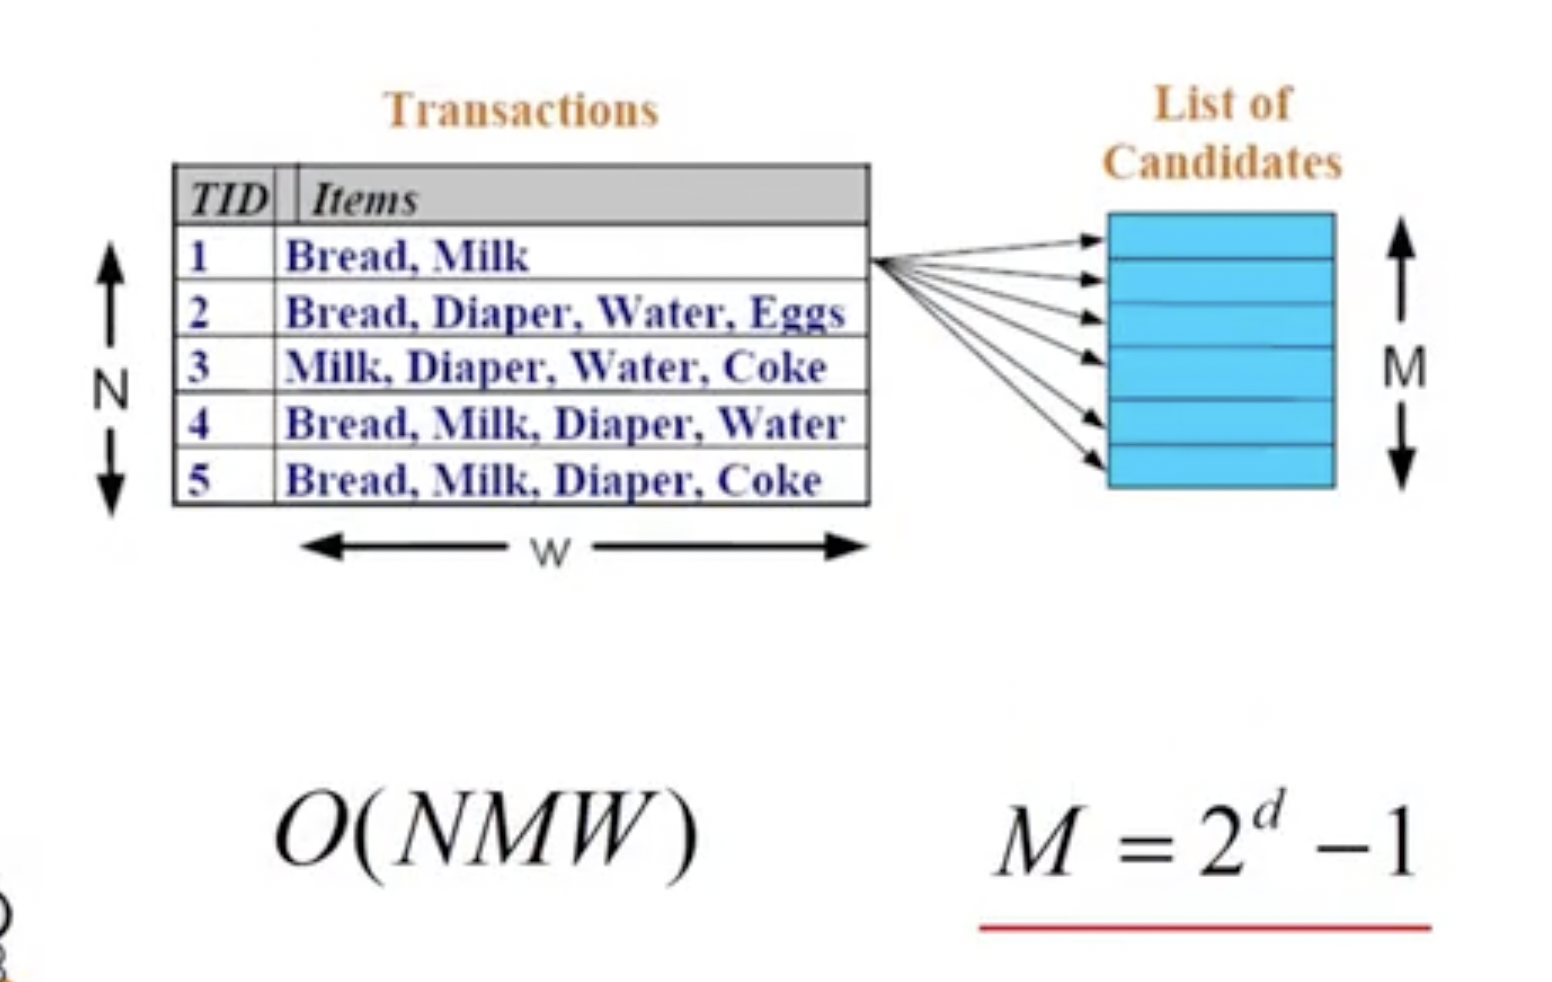 Transactions
List of
Candidates
TID Items
1 Bread, Milk
2 Bread, Diaper, Water, Eggs
3 Milk, Diaper, Water, Coke
4 Bread, Milk, Diaper, Water
5 Bread, Milk, Diaper, Coke
N
M
W
O(NMW)
M = 2^d − 1